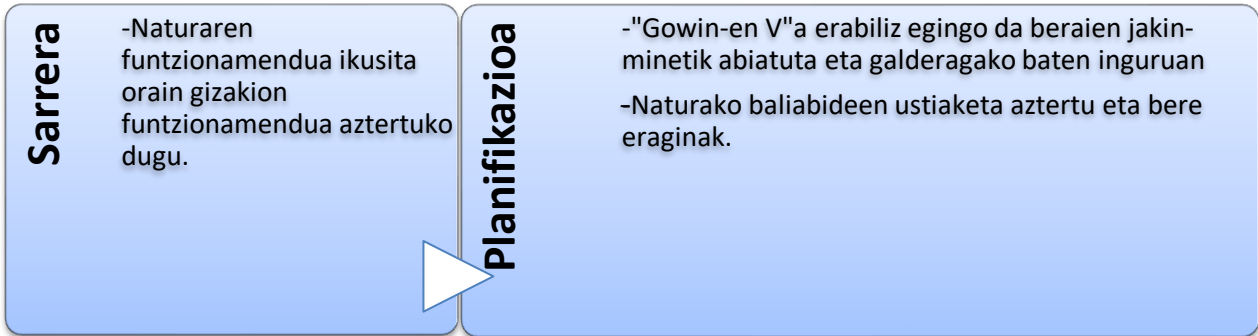 Sarrera
-Naturaren
funtzionamendua ikusita
orain gizakion
funtzionamendua aztertuko
dugu.
Planifikazioa
-"Gowin-en V"a erabiliz egingo da beraien jakin-
minetik abiatuta eta galderagako baten inguruan
-Naturako baliabideen ustiaketa aztertu eta bere
eraginak.